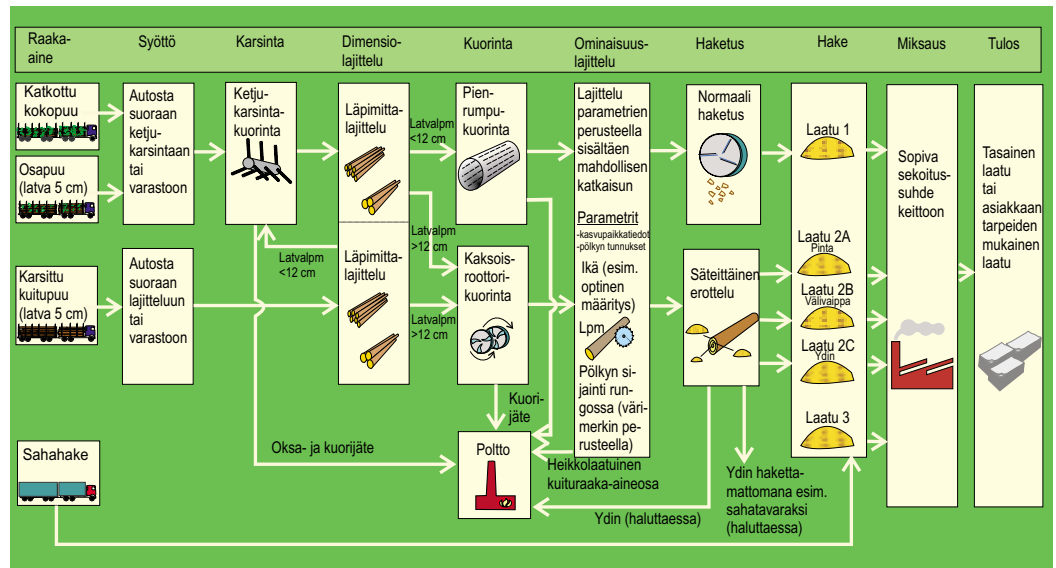 Raaka-
aine
Syöttö
Karsinta
Dimensio-
lajittelu
Kuorinta
Ominaisuus-
lajittelu
Haketus
Hake
Miksaus
Tulos
Katkottu
kokopuu
Osapuu
(latva 5 cm)
Karsittu
kuitupuu
(latva 5 cm)
Sahahake
Autosta
suoraan
ketju-
karsintaan
tai
varastoon
Autosta
suoraan
lajitteluun
tai
varastoon
Ketju-
karsinta-
kuorinta
Läpimitta-
lajittelu
Läpimitta-
lajittelu
Latvalpm
<12 cm
Latvalpm
>12 cm
Latvalpm
<12 cm
Latvalpm
>12 cm
Pien-
rumpu-
kuorinta
Kaksois-
roottori-
kuorinta
Kuori-
jäte
Oksa- ja kuorijäte
Poltto
Lajittelu
parametrien
perusteella
sisältäen
mahdollisen
katkaisun
Parametrit
-kasvupaikkatiedot
-pölkyn tunnukset
Ikä (esim.
optinen
määritys)
Lpm
Pölkyn si-
jainti run-
gossa (väri-
merkin pe-
rusteella)
Heikkolaatuinen
kuituraaka-aineosa
Ydin (haluttaessa)
Normaali
haketus
Säteittäinen
erottelu
Ydin haketta-
mattomana esim.
sahatavaraksi
(haluttaessa)
Laatu 1
Laatu 2A
Pinta
Laatu 2B
Välivaippa
Laatu 2C
Ydin
Laatu 3
Sopiva
sekoitus-
suhde
keittoon
Tasainen
laatu
tai
asiakkaan
tarpeiden
mukainen
laatu